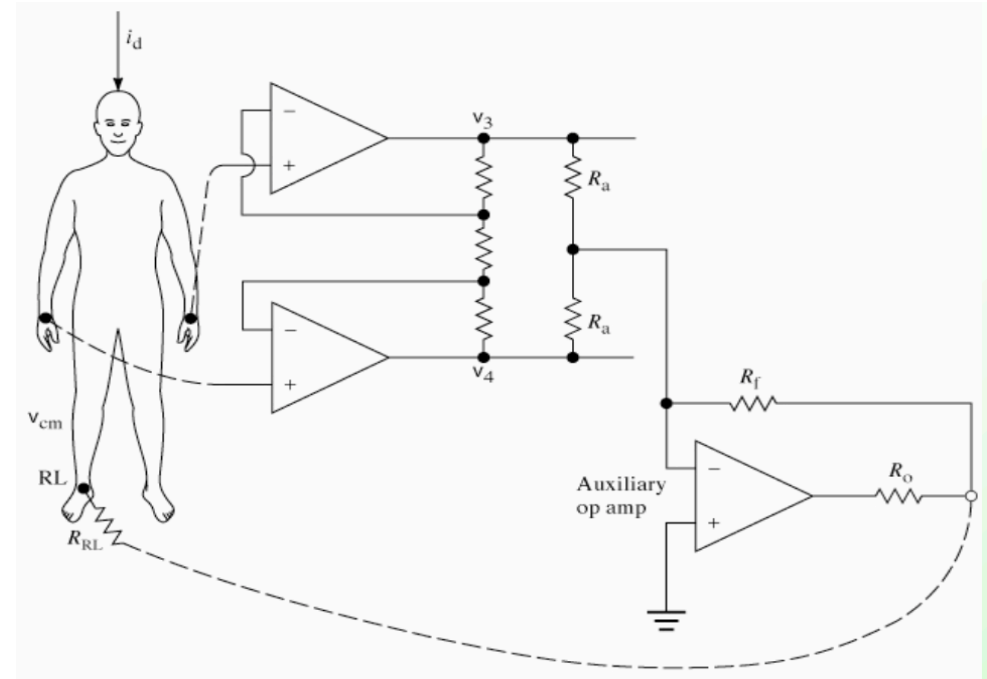 i_d
−
+
v_3
R_a
−
+
v_4
R_a
v_cm
RL
R_RL
R_f
Auxiliary
op amp
−
+
R_o